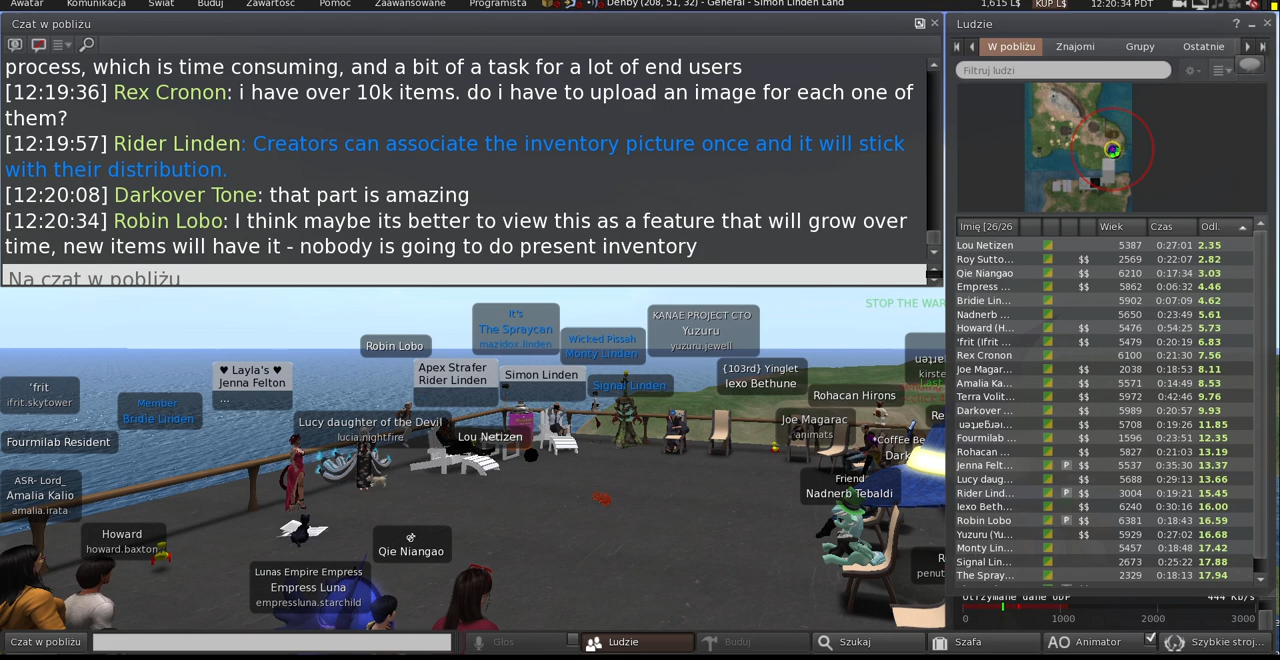 Awatar Komunikuj Świat Buduj Zawartość Pomoc Zaawansowane Programista
Denby (208, 51, 32) - General - Simon Linden Land
1,615 L$ KUP L$ 12:20:34 PDT
Czat w pobliżu
process, which is time consuming, and a bit of a task for a lot of end users
[12:19:36] Rex Cronon: i have over 10k items. do i have to upload an image for each one of
them?
[12:19:57] Rider Linden: Creators can associate the inventory picture once and it will stick
with their distribution.
[12:20:08] Darkover Tone: that part is amazing
[12:20:34] Robin Lobo: I think maybe its better to view this as a feature that will grow over
time, new items will have it - nobody is going to do present inventory
Na czat w pobliżu
STOP THE WAR
It's
The Spraycan
mazidox.linden
KANAE PROJECT CTO
Yuzuru
yuzuru.jewell
Robin Lobo
Wicked Pissah
Monty Linden
Apex Strafer
Rider Linden
Simon Linden
Signal Linden
{103rd} Yinglet
Iexo Bethune
kirste
♥ Layla's ♥
Jenna Felton
...
'frit
ifrit.skytower
Member
Bridie Linden
Rohacan Hirons
Re
Joe Magarac
animats
Lucy daughter of the Devil
lucia.nightfire
Lou Netizen
Coffee Be
Dark
Fourmilab Resident
Friend
Nadnerb Tebaldi
ASR- Lord_
Amalia Kalio
amalia.irata
Howard
howard.baxton
Qie Niangao
Lunas Empire Empress
Empress Luna
empressluna.starchild
R
penut
Ludzie
W pobliżu Znajomi Grupy Ostatnie
Filtruj ludzi
Imię [26/26 Wiek Czas Odl.
Lou Netizen 5387 0:27:01 2.35
Roy Sutto... $$ 2569 0:22:07 2.82
Qie Niangao 6210 0:17:34 3.03
Empress ... $$ 5862 0:06:32 4.46
Bridie Lin... 5902 0:07:09 4.62
Nadnerb ... 5650 0:23:49 5.61
Howard (H... $$ 5476 0:54:25 5.73
'frit (Ifrit ... $$ 5479 0:20:19 6.83
Rex Cronon 6100 0:21:30 7.56
Joe Magar... $$ 2038 0:18:53 8.11
Amalia Ka... $$ 5571 0:14:49 8.53
Terra Volit... $$ 5972 0:42:46 9.76
Darkover ... $$ 5989 0:20:57 9.93
5708 0:19:26 11.85
Fourmilab ... $$ 1596 0:23:51 12.35
Rohacan ... $$ 5827 0:21:03 13.19
Jenna Felt... P $$ 5537 0:35:30 13.37
Lucy daug... $$ 5688 0:29:13 13.66
Rider Lind... P $$ 3004 0:19:21 15.45
Iexo Beth... $$ 6240 0:30:16 16.00
Robin Lobo P $$ 6381 0:18:43 16.59
Yuzuru (Yu... $$ 5929 0:27:02 16.68
Monty Lin... 5457 0:18:48 17.42
Signal Lin... 2673 0:25:22 17.88
The Spray... 2329 0:18:13 17.94
Otrzymane dane UDP 444 Kb/s
0 1000 2000 3000
Czat w pobliżu Głos Ludzie Buduj Szukaj Szafa AO Animator Szybkie stroj...